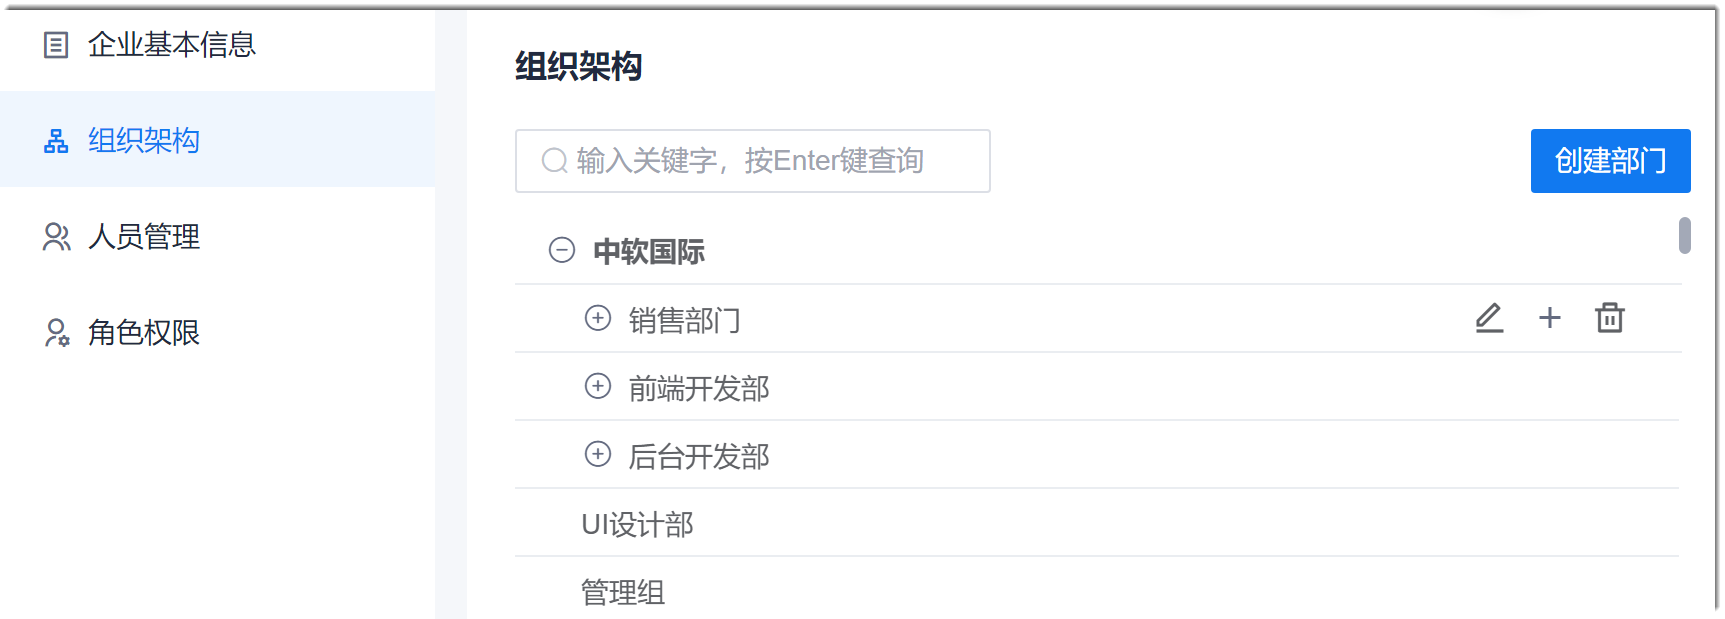 企业基本信息
组织架构
人员管理
角色权限
组织架构
输入关键字，按Enter键查询
创建部门
中软国际
销售部门
前端开发部
后台开发部
UI设计部
管理组